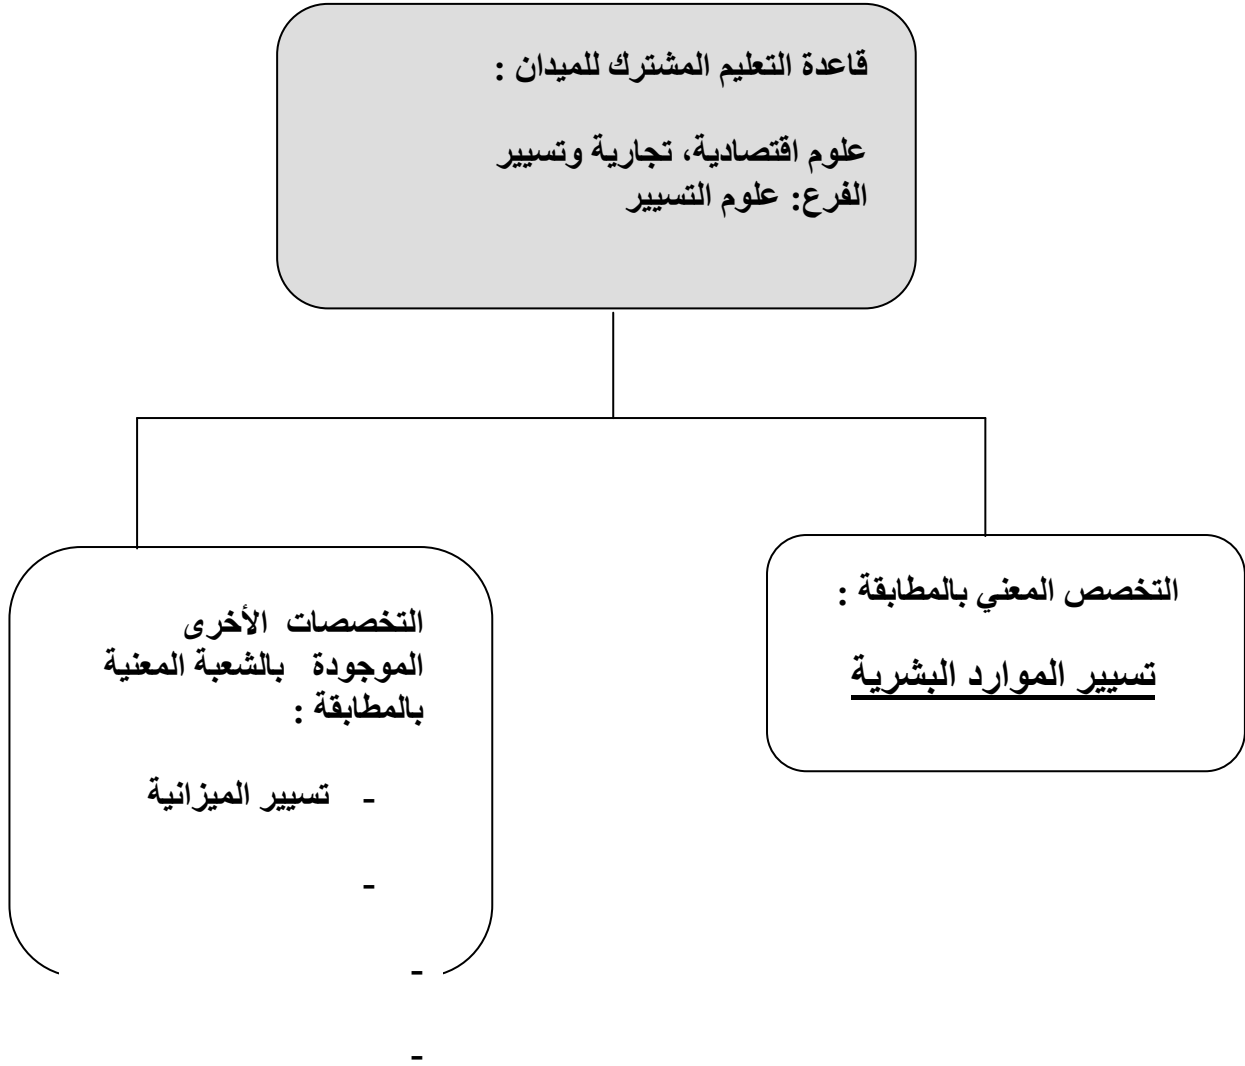 قاعدة التعليم المشترك للميدان :
علوم اقتصادية، تجارية وتسيير
الفرع: علوم التسيير
التخصص المعني بالمطابقة :
تسيير الموارد البشرية
التخصصات الأخرى
الموجودة بالشعبة المعنية
بالمطابقة :
- تسيير الميزانية
-
-
-